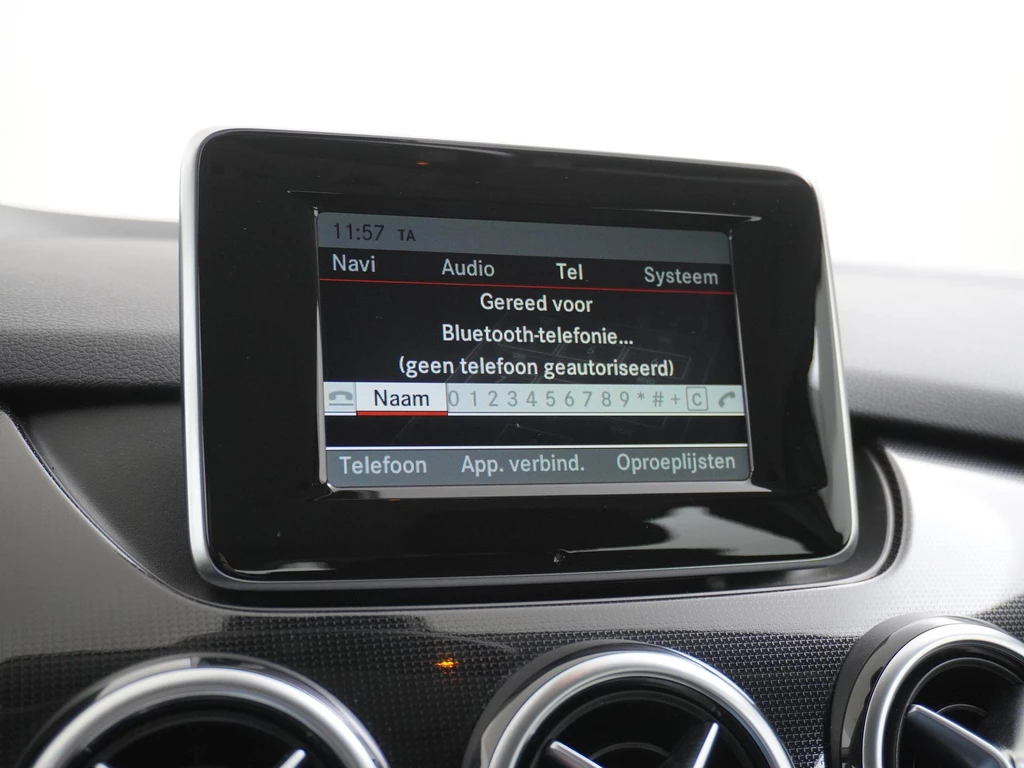 11:57 TA
Navi Audio Tel Systeem
Gereed voor
Bluetooth-telefonie...
(geen telefoon geautoriseerd)
Naam 0 1 2 3 4 5 6 7 8 9 * # + C
Telefoon App. verbind. Oproeplijsten